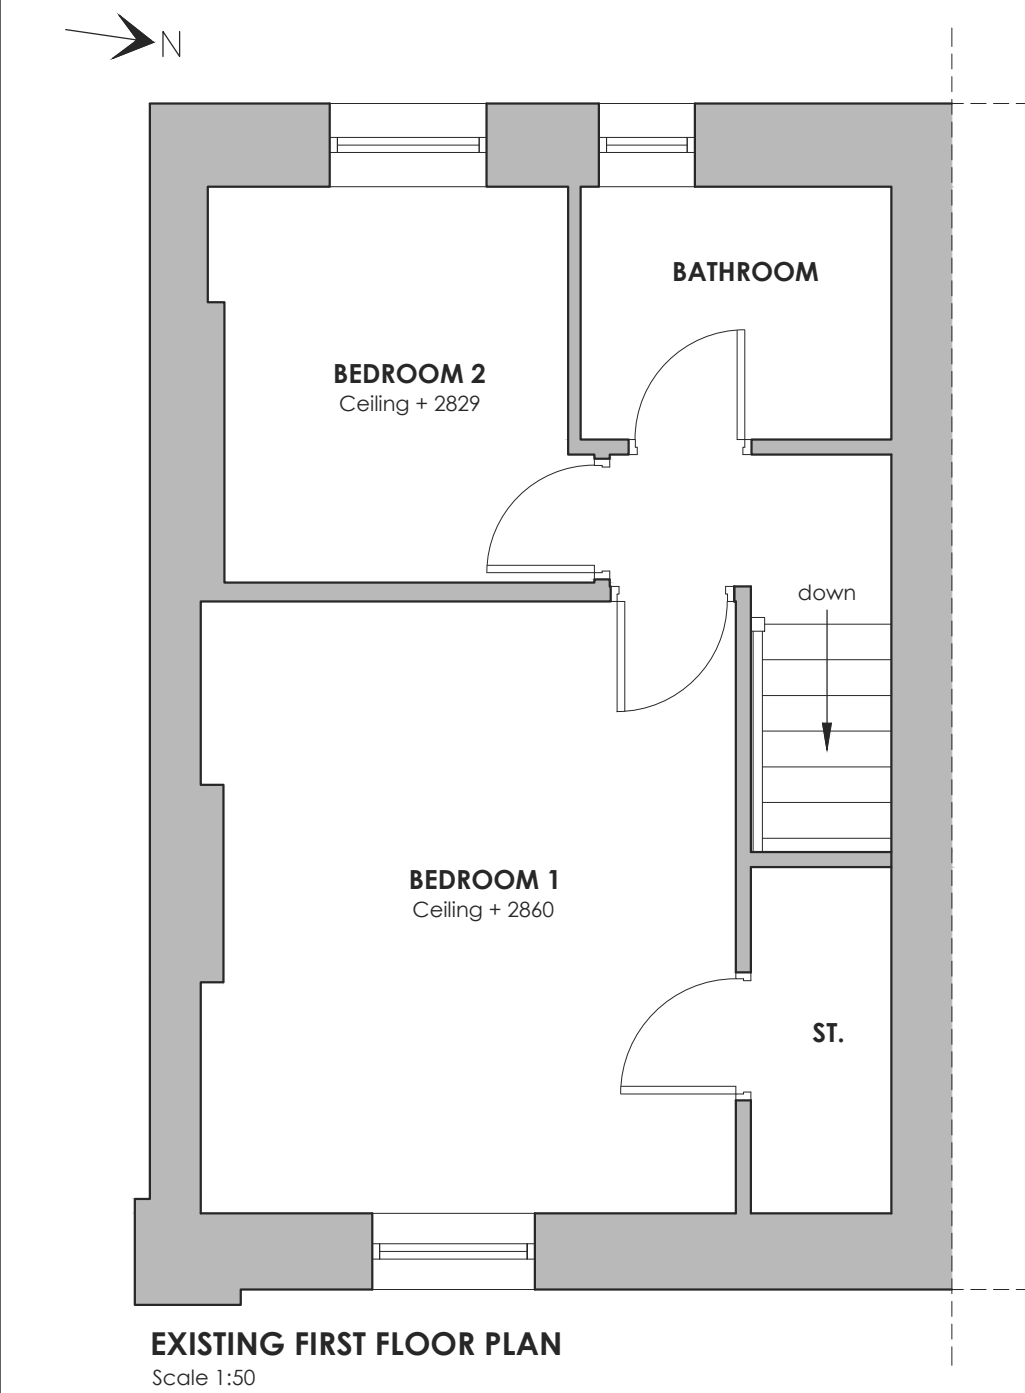 N
BATHROOM
BEDROOM 2
Ceiling + 2829
down
BEDROOM 1
Ceiling + 2860
ST.
EXISTING FIRST FLOOR PLAN
Scale 1:50